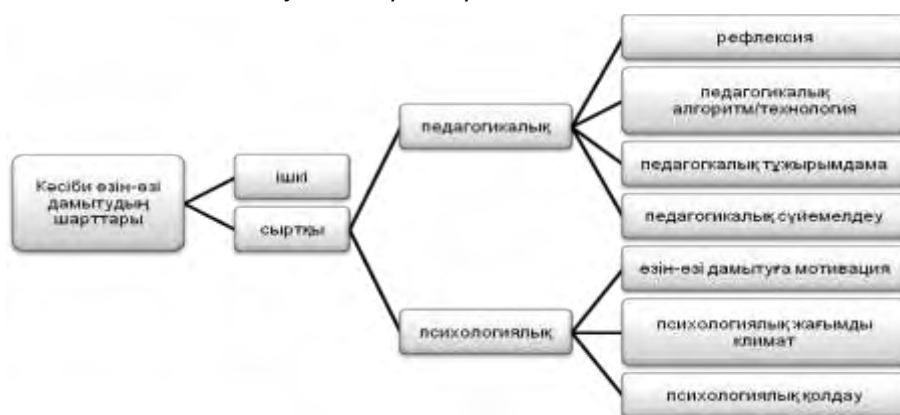 Кәсіби өзін-өзі
дамытудың
шарттары
ішкі
сыртқы
педагогикалық
психологиялық
рефлексия
педагогикалық
алгоритм/технология
педагогкалық тұжырымдама
педагогикалық сүйемелдеу
өзін-өзі дамытуға мотивация
психологиялық жағымды
климат
психологиялық қолдау